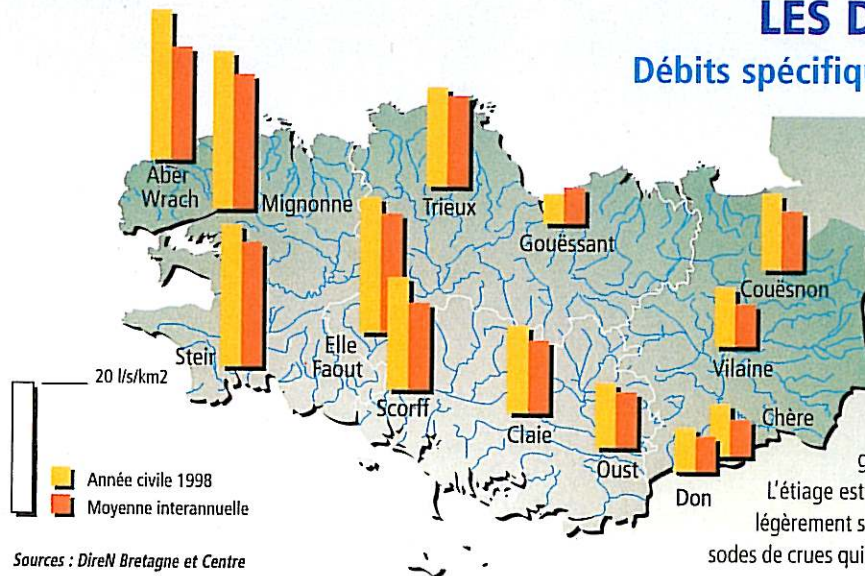 LES D
Débits spécifiqu
Aber
Wrach
Mignonne
Trieux
Gouëssant
Couësnon
Steir
Elle
Faout
Scorff
Vilaine
Claie
Oust
Chère
Don
20 l/s/km2
Année civile 1998
Moyenne interannuelle
g
L'étiage est
légèrement s
sodes de crues qui
Sources : DireN Bretagne et Centre